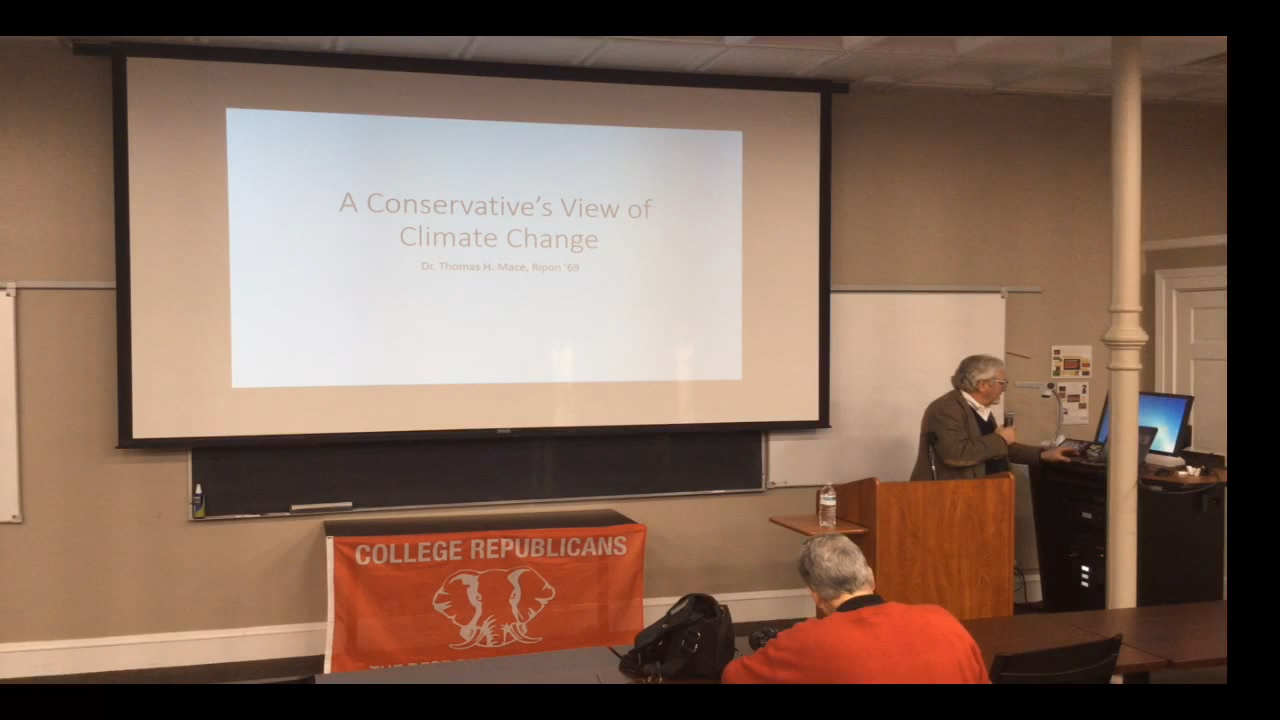 A Conservative's View of
Climate Change
Dr. Thomas H. Mace, Ripon '69
COLLEGE REPUBLICANS